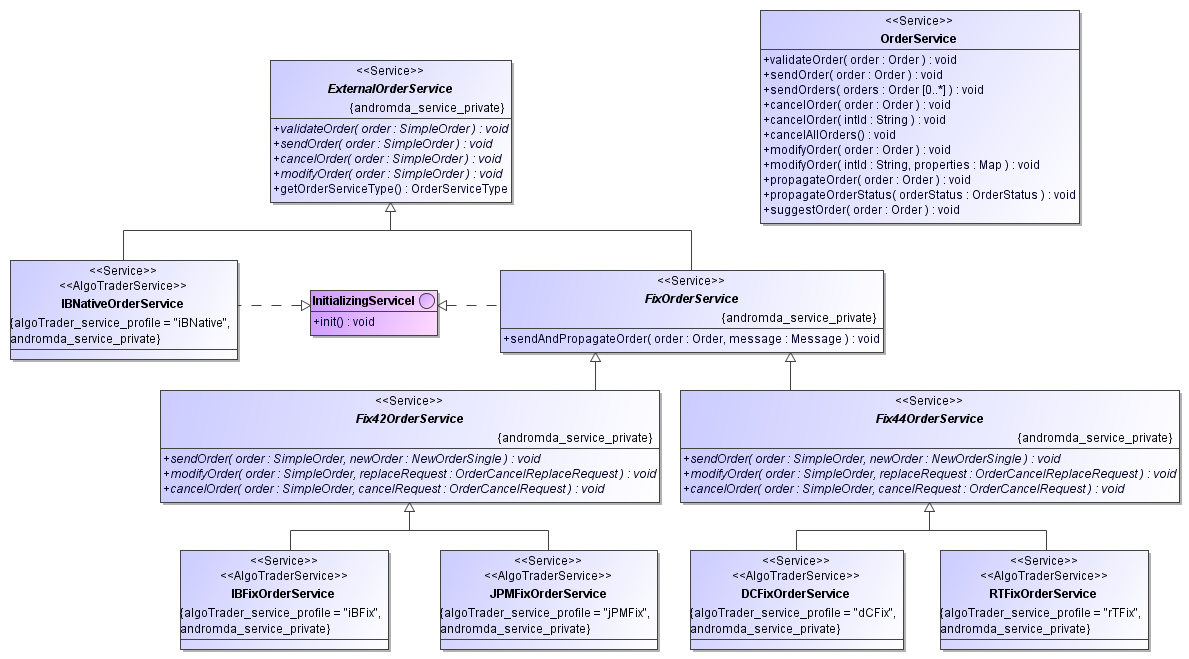 <<Service>>
OrderService
+validateOrder( order : Order ) : void
+sendOrder( order : Order ) : void
+sendOrders( orders : Order [0..*] ) : void
+cancelOrder( order : Order ) : void
+cancelOrder( intId : String ) : void
+cancelAllOrders() : void
+modifyOrder( order : Order ) : void
+modifyOrder( intId : String, properties : Map ) : void
+propagateOrder( order : Order ) : void
+propagateOrderStatus( orderStatus : OrderStatus ) : void
+suggestOrder( order : Order ) : void
<<Service>>
ExternalOrderService
{andromda_service_private}
+validateOrder( order : SimpleOrder ) : void
+sendOrder( order : SimpleOrder ) : void
+cancelOrder( order : SimpleOrder ) : void
+modifyOrder( order : SimpleOrder ) : void
+getOrderServiceType() : OrderServiceType
<<Service>>
<<AlgoTraderService>>
IBNativeOrderService
{algoTrader_service_profile = "iBNative",
andromda_service_private}
InitializingServiceI
+init() : void
<<Service>>
FixOrderService
{andromda_service_private}
+sendAndPropagateOrder( order : Order, message : Message ) : void
<<Service>>
Fix42OrderService
{andromda_service_private}
+sendOrder( order : SimpleOrder, newOrder : NewOrderSingle ) : void
+modifyOrder( order : SimpleOrder, replaceRequest : OrderCancelReplaceRequest ) : void
+cancelOrder( order : SimpleOrder, cancelRequest : OrderCancelRequest ) : void
<<Service>>
Fix44OrderService
{andromda_service_private}
+sendOrder( order : SimpleOrder, newOrder : NewOrderSingle ) : void
+modifyOrder( order : SimpleOrder, replaceRequest : OrderCancelReplaceRequest ) : void
+cancelOrder( order : SimpleOrder, cancelRequest : OrderCancelRequest ) : void
<<Service>>
<<AlgoTraderService>>
IBFixOrderService
{algoTrader_service_profile = "iBFix",
andromda_service_private}
<<Service>>
<<AlgoTraderService>>
JPMFixOrderService
{algoTrader_service_profile = "jPMFix",
andromda_service_private}
<<Service>>
<<AlgoTraderService>>
DCFixOrderService
{algoTrader_service_profile = "dCFix",
andromda_service_private}
<<Service>>
<<AlgoTraderService>>
RTFixOrderService
{algoTrader_service_profile = "rTFix",
andromda_service_private}